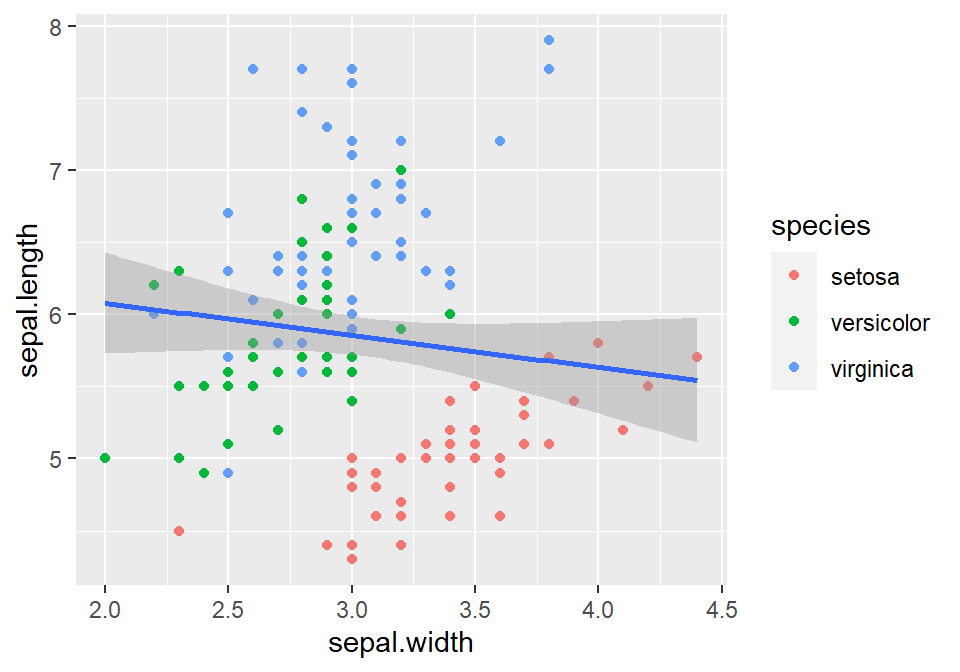 8
7
6
5
sepal.length
2.0 2.5 3.0 3.5 4.0 4.5
sepal.width
species
setosa
versicolor
virginica